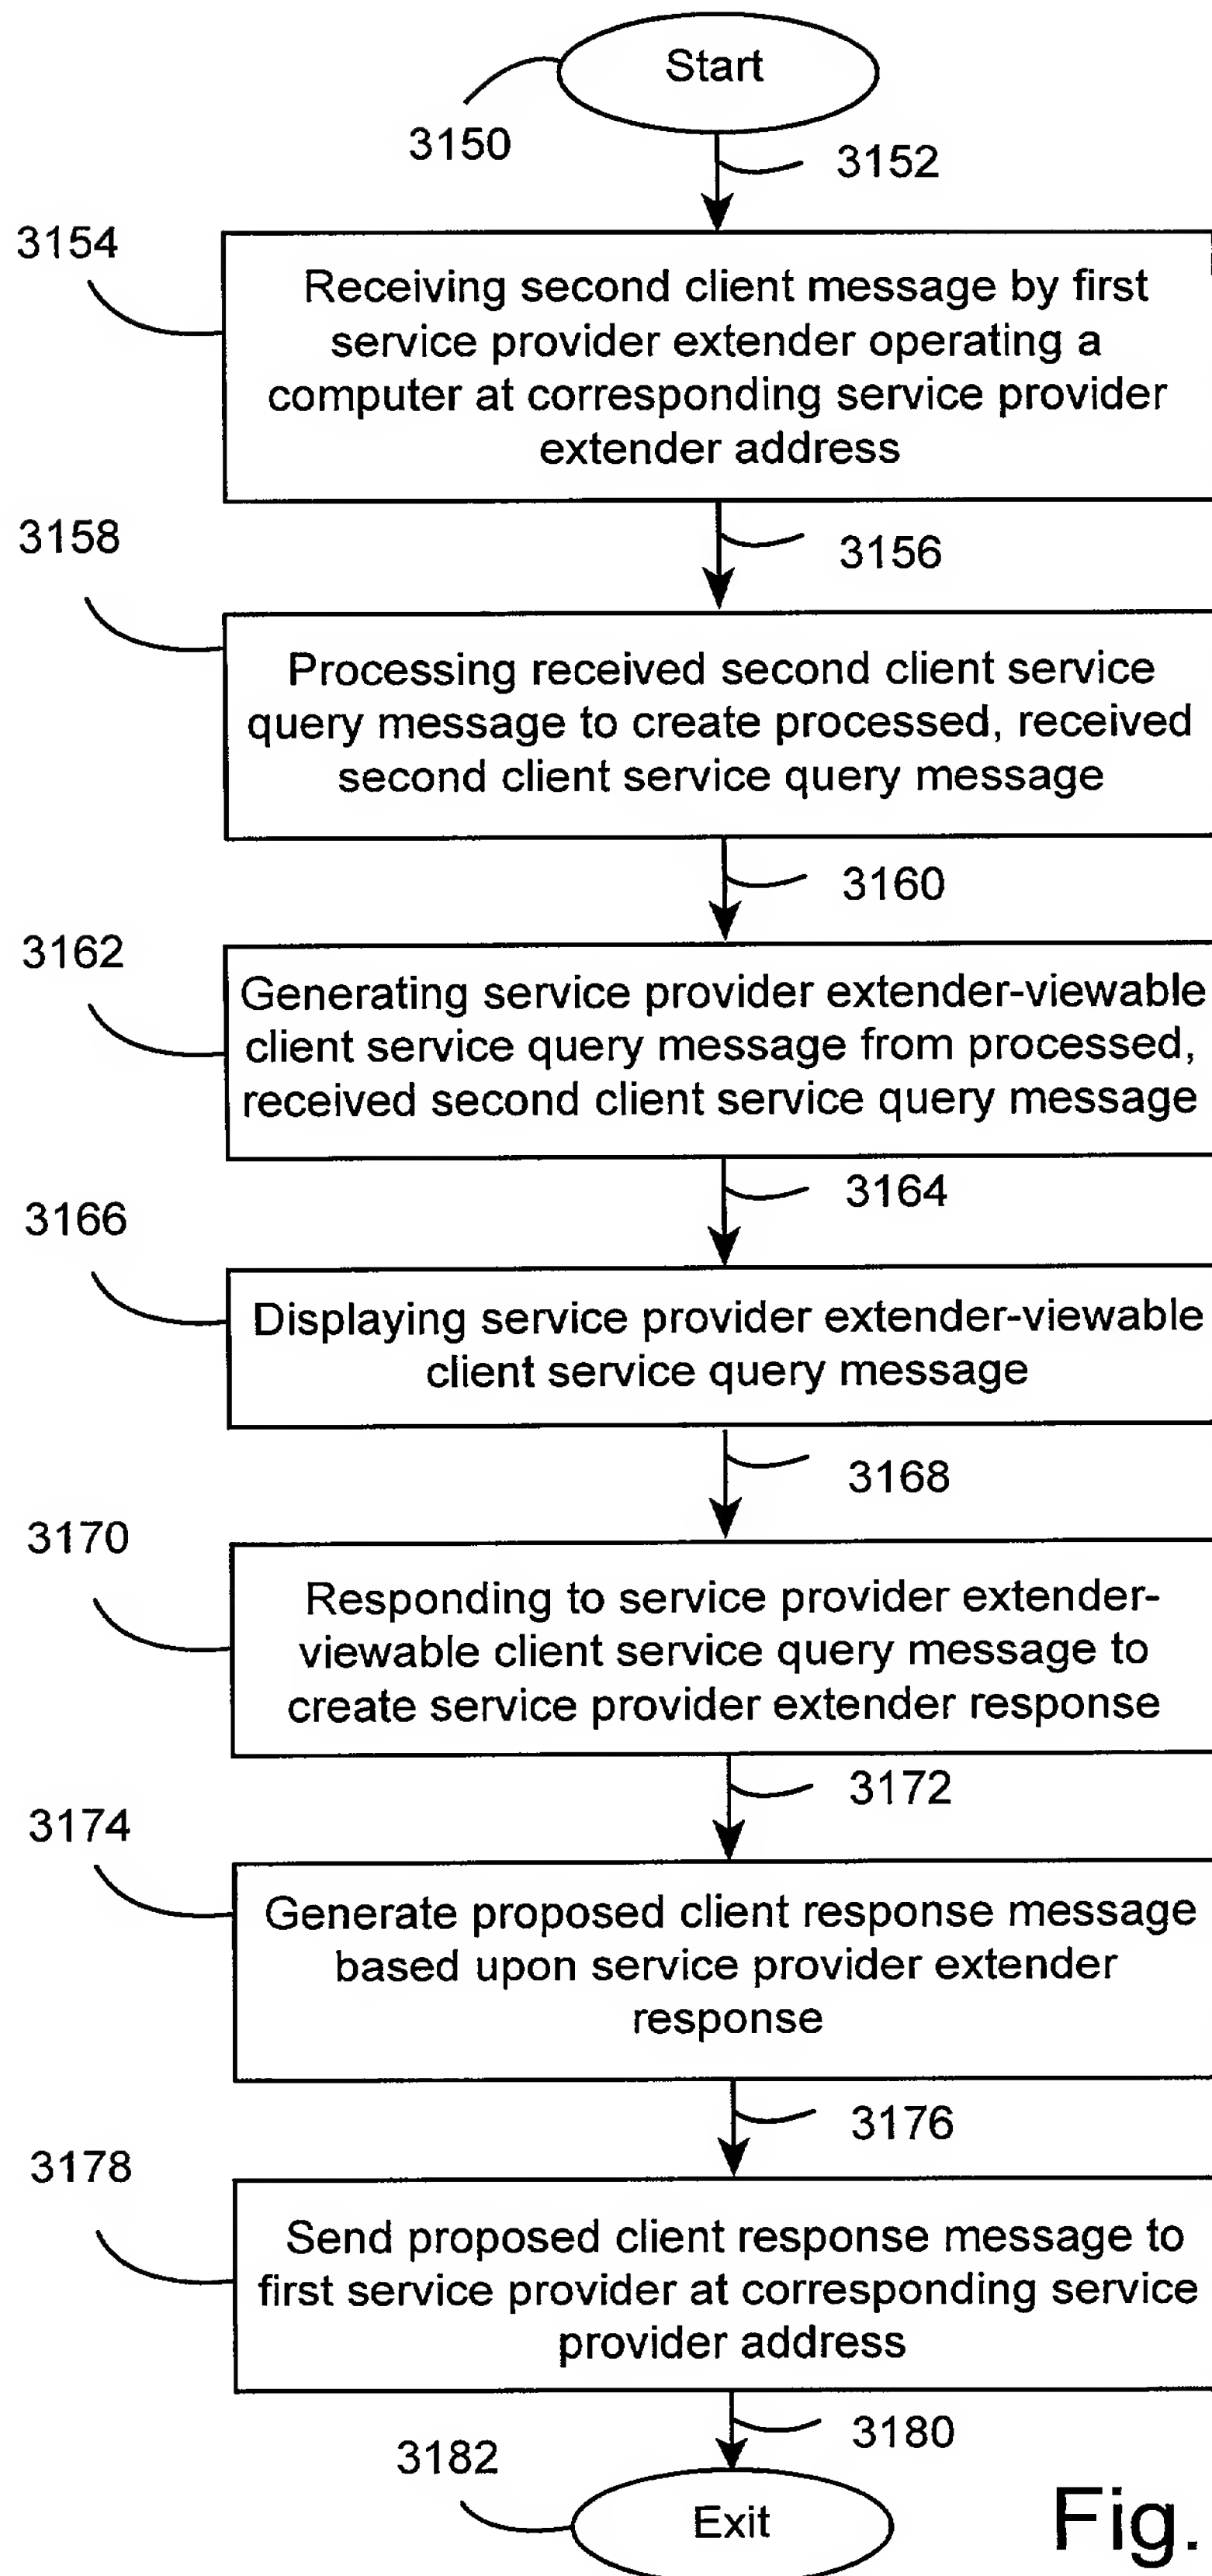 Start
3150
3152
3154
Receiving second client message by first
service provider extender operating a
computer at corresponding service provider
extender address
3156
3158
Processing received second client service
query message to create processed, received
second client service query message
3160
3162
Generating service provider extender-viewable
client service query message from processed,
received second client service query message
3164
3166
Displaying service provider extender-viewable
client service query message
3168
3170
Responding to service provider extender-
viewable client service query message to
create service provider extender response
3172
3174
Generate proposed client response message
based upon service provider extender
response
3176
3178
Send proposed client response message to
first service provider at corresponding service
provider address
3180
3182
Exit
Fig.